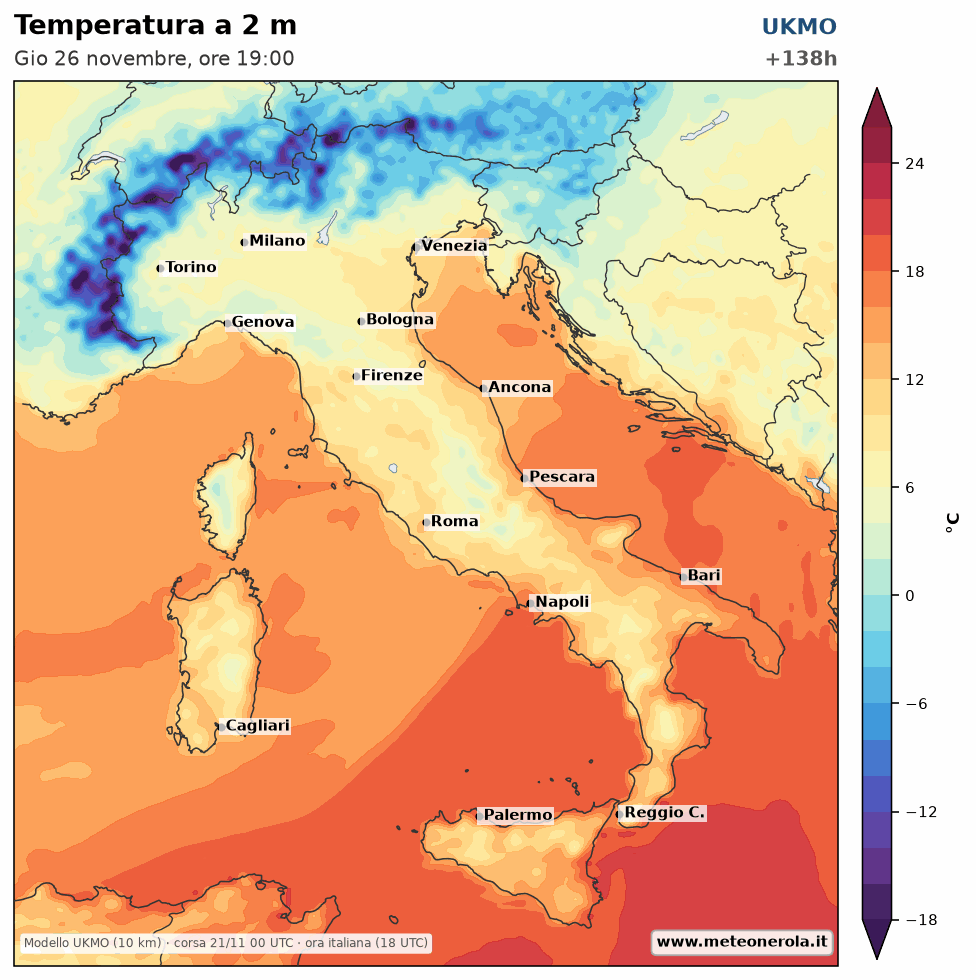 Temperatura a 2 m
UKMO
Gio 26 novembre, ore 19:00
+138h
Milano
Venezia
Torino
Genova
Bologna
Firenze
Ancona
Pescara
Roma
Bari
Napoli
Cagliari
Palermo
Reggio C.
24
18
12
6
0
−6
−12
−18
°C
Modello UKMO (10 km) · corsa 21/11 00 UTC · ora italiana (18 UTC)
www.meteonerola.it